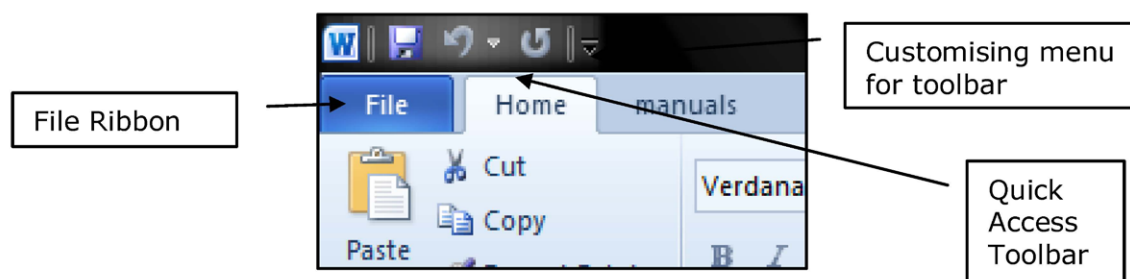 W
Customising menu
for toolbar
File Home manuals
File Ribbon
Cut
Verdana
Copy
Quick
Access
Toolbar
Paste
B I